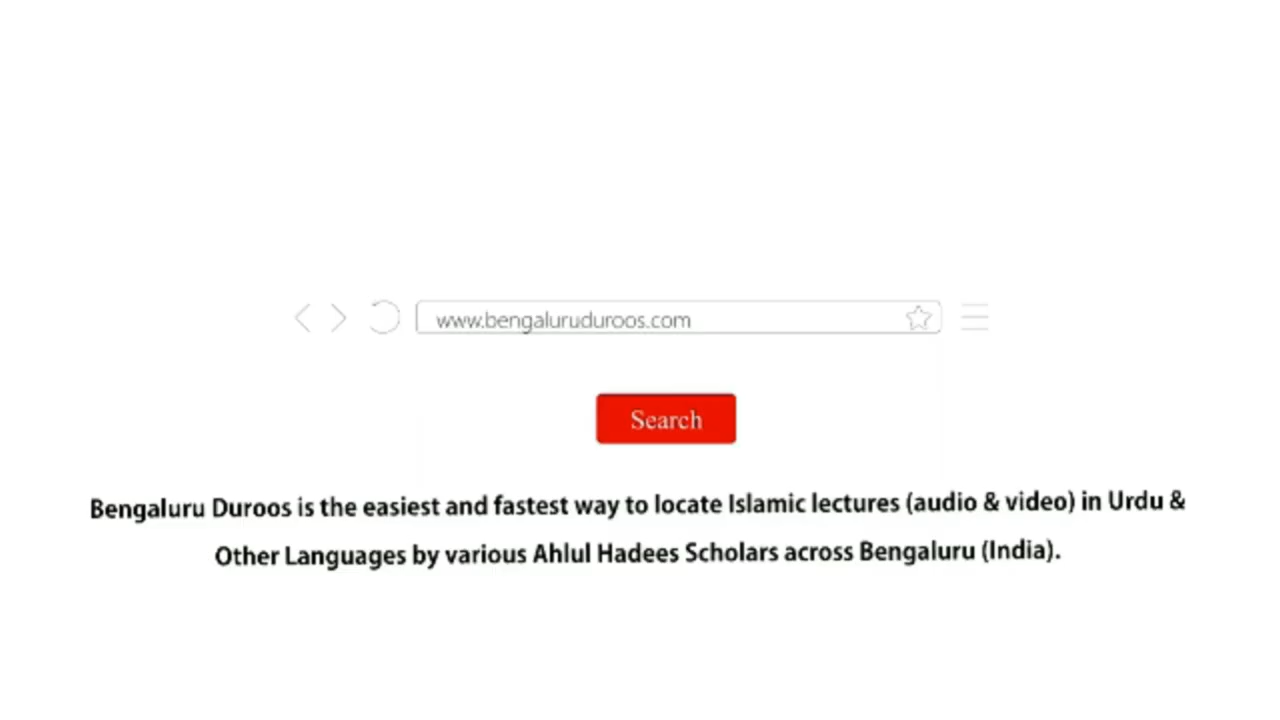 www.bengaluruduroos.com
Search
Bengaluru Duroos is the easiest and fastest way to locate Islamic lectures (audio & video) in Urdu &
Other Languages by various Ahlul Hadees Scholars across Bengaluru (India).